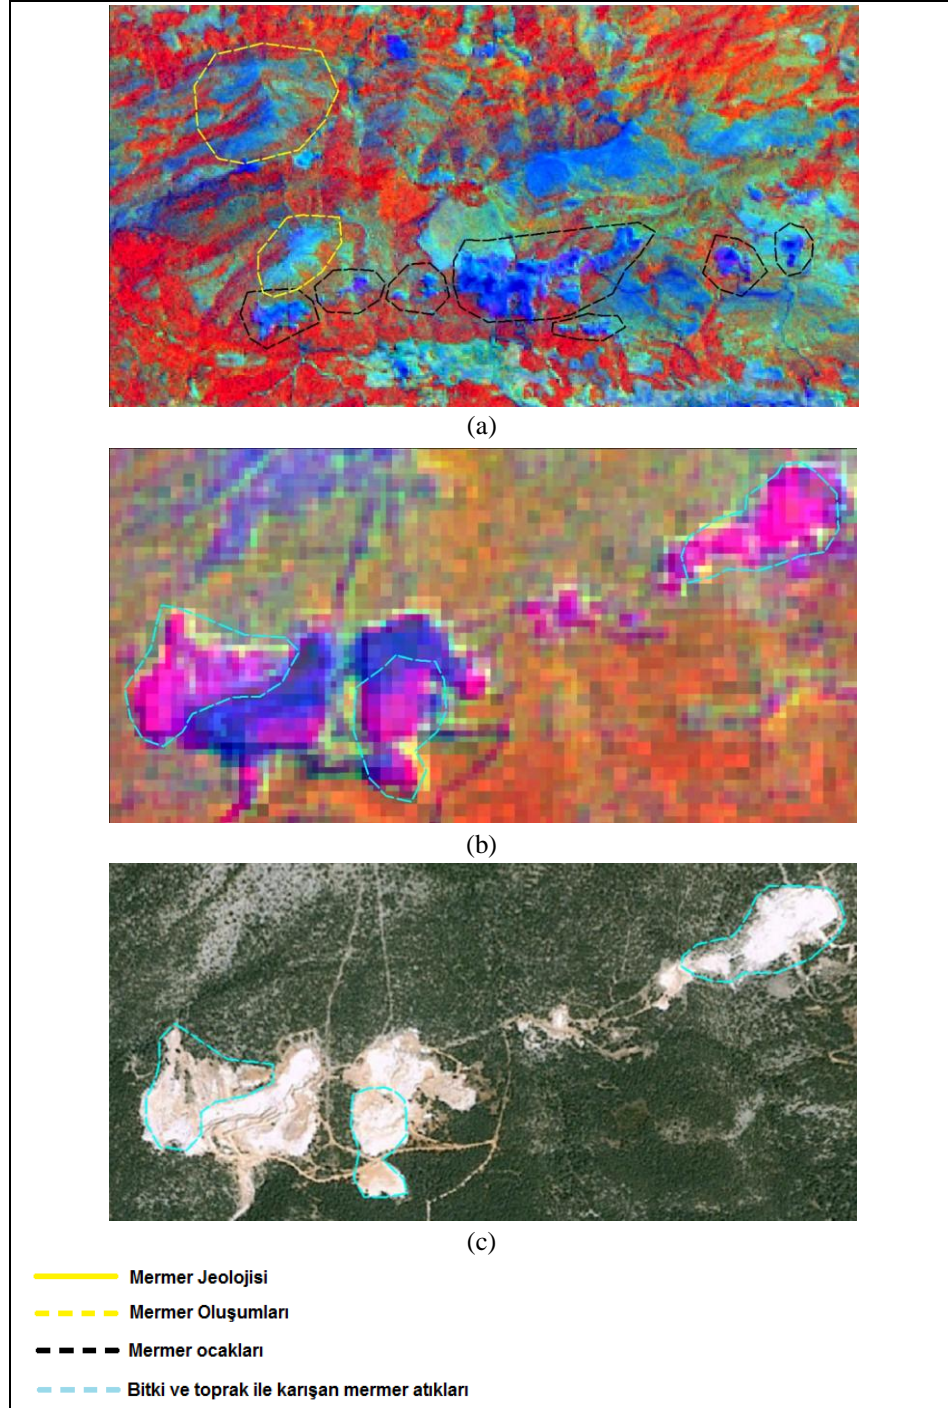 (a)
(b)
(c)
Mermer Jeolojisi
Mermer Oluşumları
Mermer ocakları
Bitki ve toprak ile karışan mermer atıkları